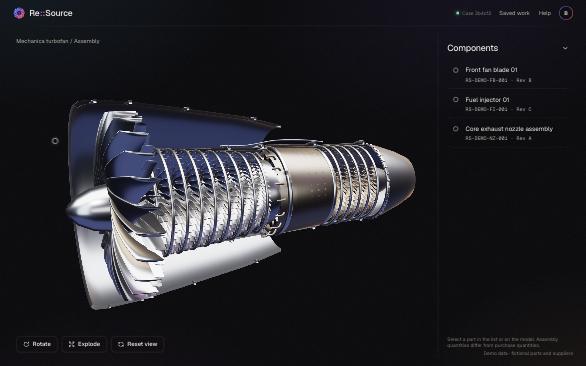 Re::Source
Case 3b4cf2
Saved work
Help
Mechanica turbofan / Assembly
Components
Front fan blade 01
RS-DEMO-FB-001 · Rev B
Fuel injector 01
RS-DEMO-FI-001 · Rev C
Core exhaust nozzle assembly
RS-DEMO-NZ-001 · Rev A
Rotate
Explode
Reset view
Select a part in the list or on the model. Assembly
quantities differ from purchase quantities.
Demo data · fictional parts and suppliers